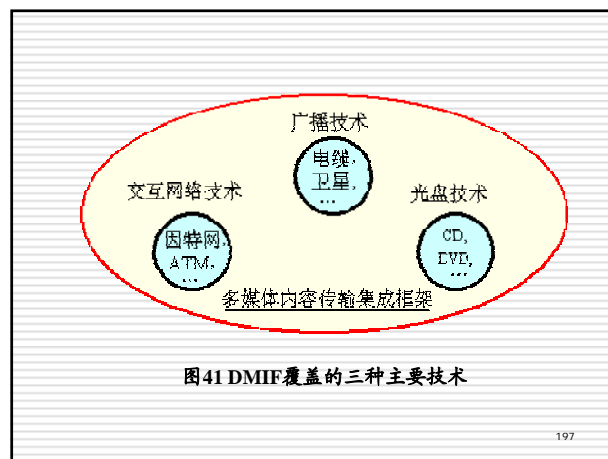 广播技术
电缆,
卫星,
...
交互网络技术
因特网,
ATM,
...
光盘技术
CD,
DVD,
...
多媒体内容传输集成框架
图41 DMIF覆盖的三种主要技术
197